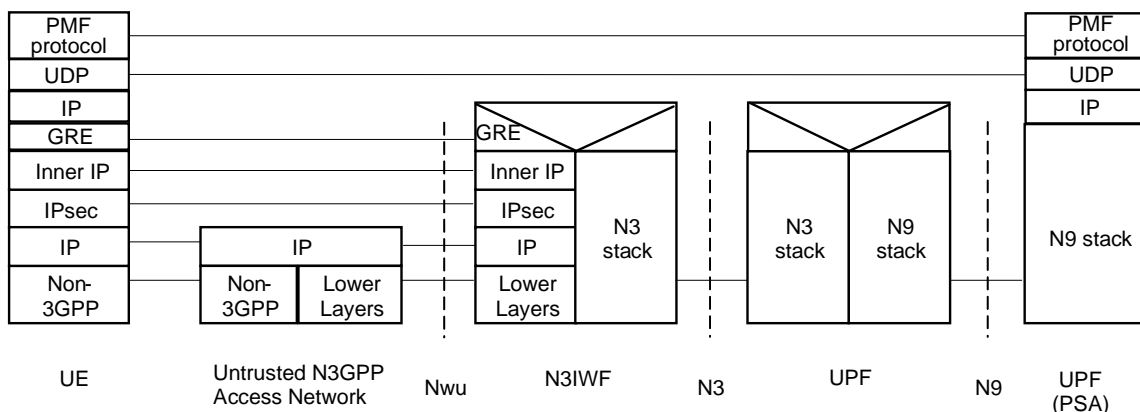 PMF
protocol
UDP
IP
GRE
Inner IP
IPsec
IP
Non-
3GPP
IP
Non-
3GPP
Lower
Layers
GRE
Inner IP
IPsec
IP
Lower
Layers
N3
stack
N3
stack
N9
stack
PMF
protocol
UDP
IP
N9 stack
UE
Untrusted N3GPP
Access Network
Nwu
N3IWF
N3
UPF
N9
UPF
(PSA)